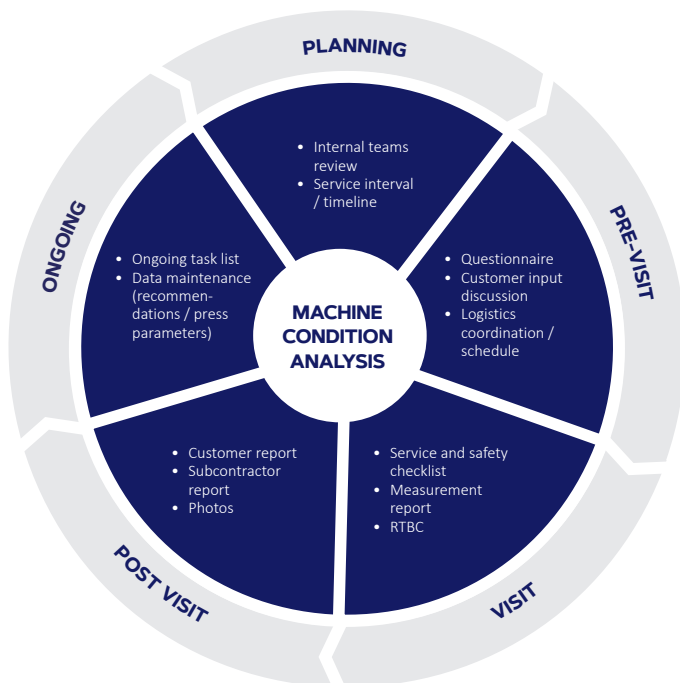 PLANNING
• Internal teams
review
• Service interval
/ timeline
PRE-VISIT
• Questionnaire
• Customer input
discussion
• Logistics
coordination /
schedule
VISIT
• Service and safety
checklist
• Measurement
report
• RTBC
POST VISIT
• Customer report
• Subcontractor
report
• Photos
ONGOING
• Ongoing task list
• Data maintenance
(recommen-
dations / press
parameters)
MACHINE
CONDITION
ANALYSIS